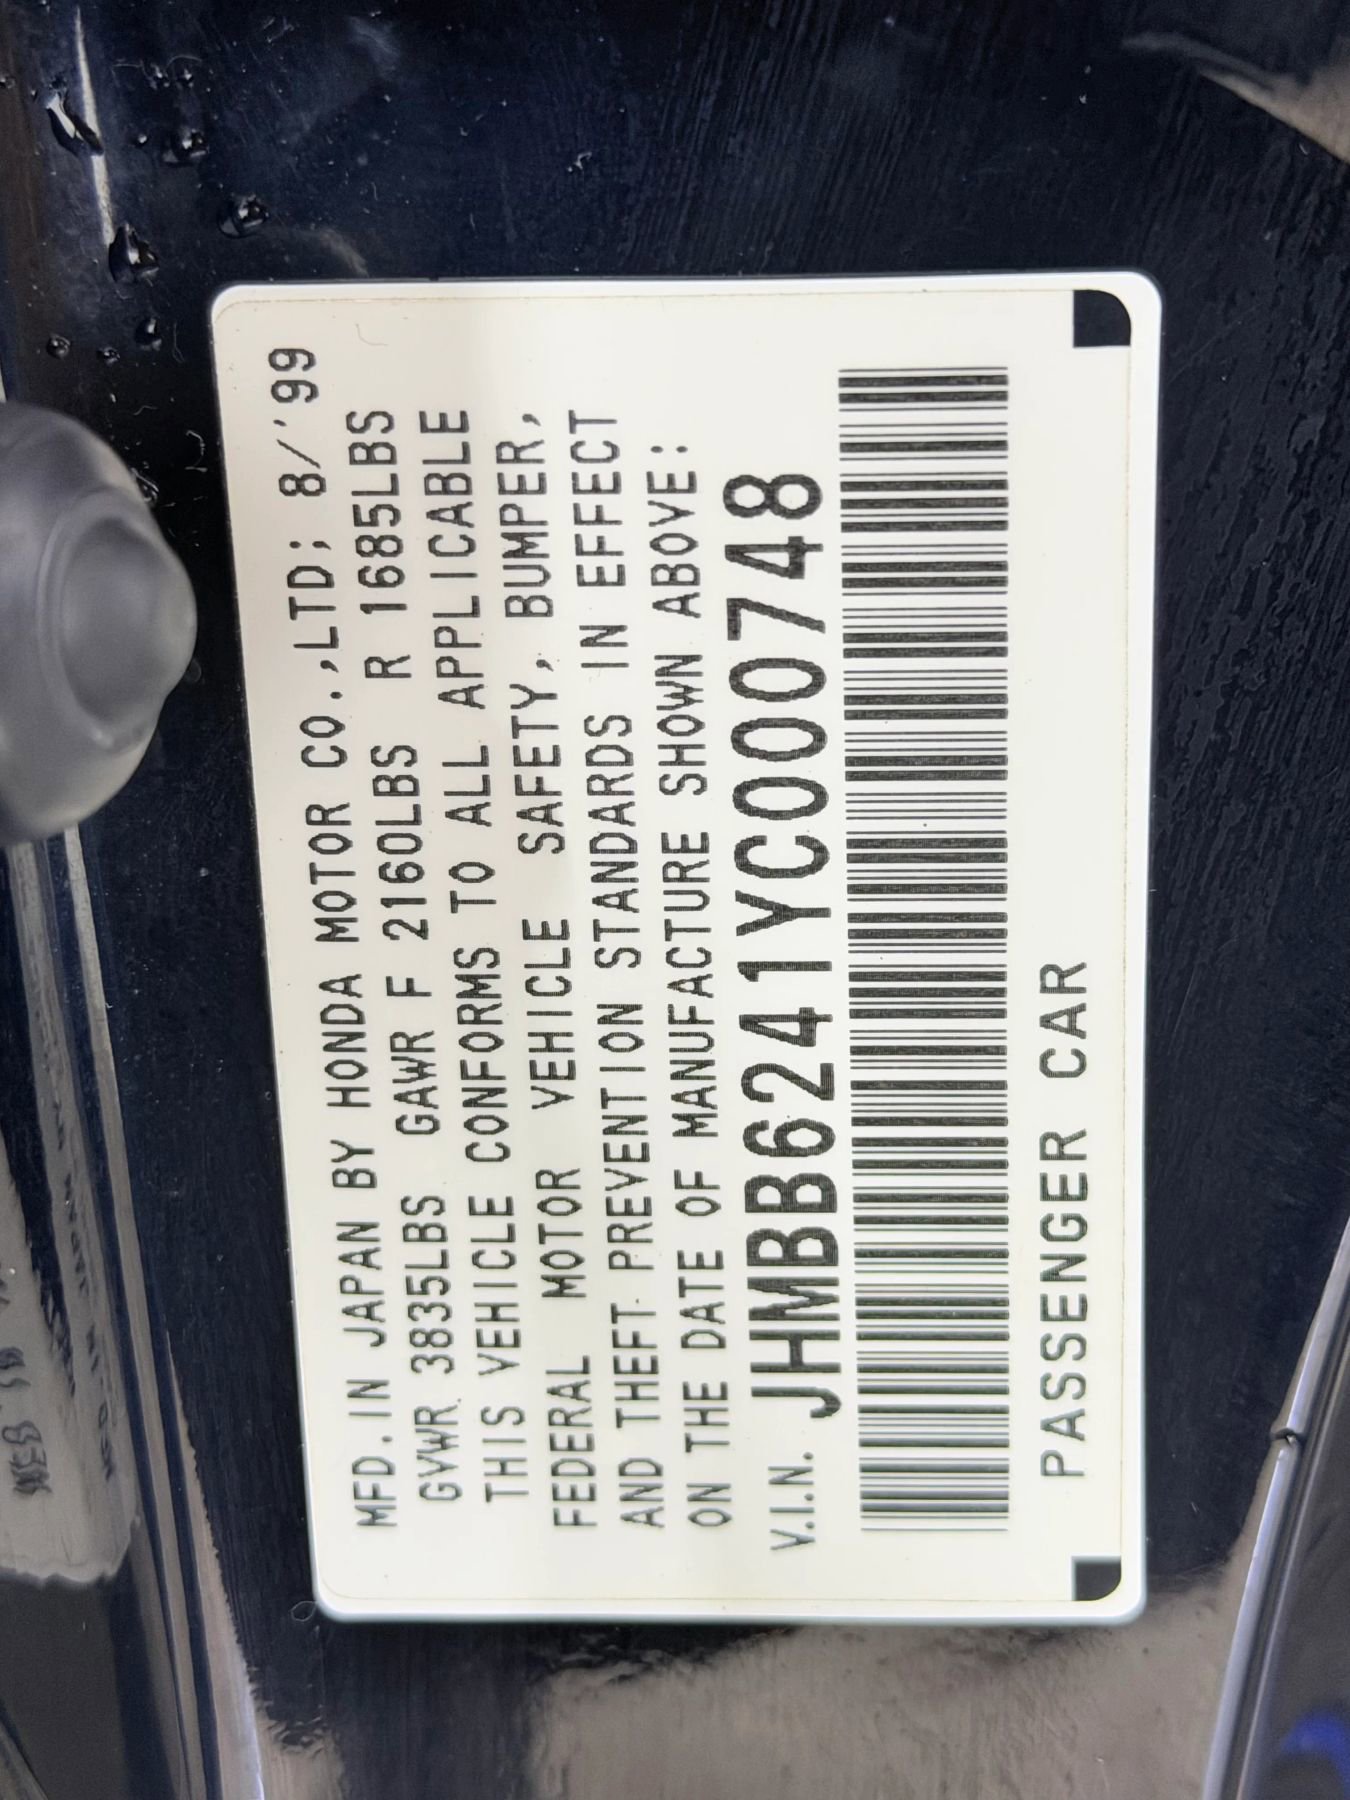 MFD.IN JAPAN BY HONDA MOTOR CO.,LTD; 8/'99
GVWR 3835LBS GAWR F 2160LBS R 1685LBS
THIS VEHICLE CONFORMS TO ALL APPLICABLE
FEDERAL MOTOR VEHICLE SAFETY, BUMPER,
AND THEFT PREVENTION STANDARDS IN EFFECT
ON THE DATE OF MANUFACTURE SHOWN ABOVE:
V.I.N. JHMBB6241YC000748
PASSENGER CAR